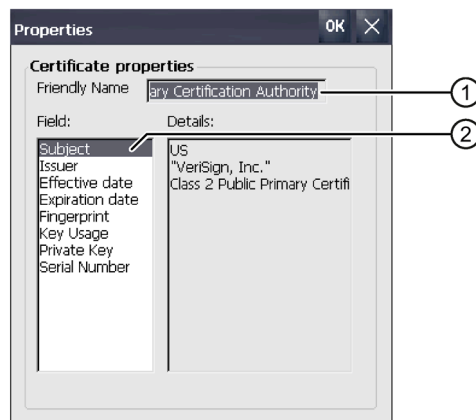 Properties OK
Certificate properties
Friendly Name ary Certification Authority 1
Field: Details: 2
Subject US
Issuer "VeriSign, Inc."
Effective date Class 2 Public Primary Certifi
Expiration date
Fingerprint
Key Usage
Private Key
Serial Number